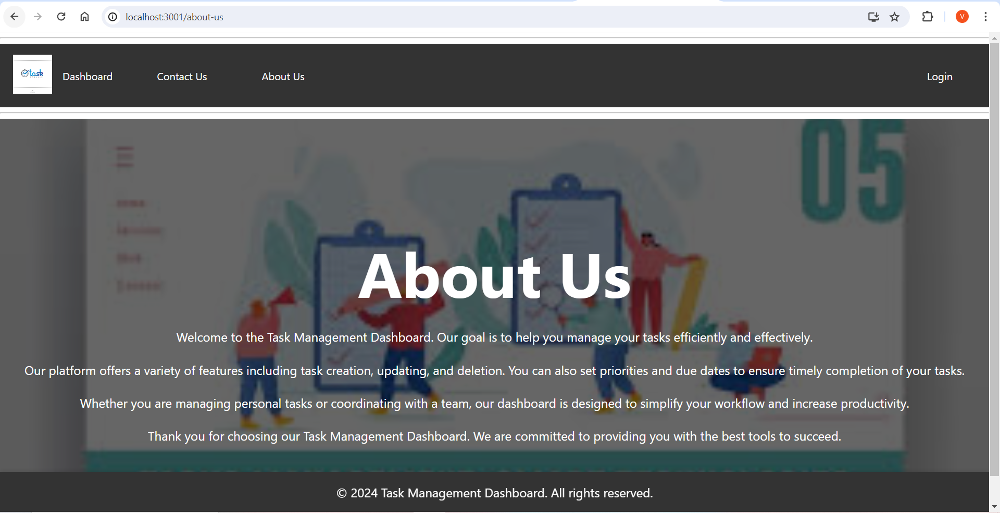 localhost:3001/about-us
V
task
Dashboard
Contact Us
About Us
Login
05
About Us
Welcome to the Task Management Dashboard. Our goal is to help you manage your tasks efficiently and effectively.
Our platform offers a variety of features including task creation, updating, and deletion. You can also set priorities and due dates to ensure timely completion of your tasks.
Whether you are managing personal tasks or coordinating with a team, our dashboard is designed to simplify your workflow and increase productivity.
Thank you for choosing our Task Management Dashboard. We are committed to providing you with the best tools to succeed.
© 2024 Task Management Dashboard. All rights reserved.